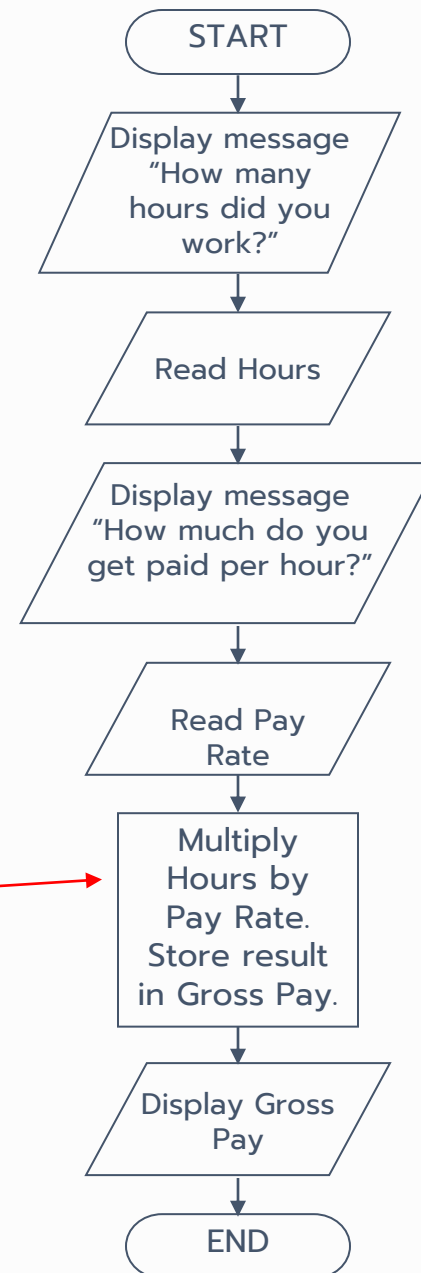 START
Display message
“How many
hours did you
work?”
Read Hours
Display message
“How much do you
get paid per hour?”
Read Pay
Rate
Multiply
Hours by
Pay Rate.
Store result
in Gross Pay.
Display Gross
Pay
END